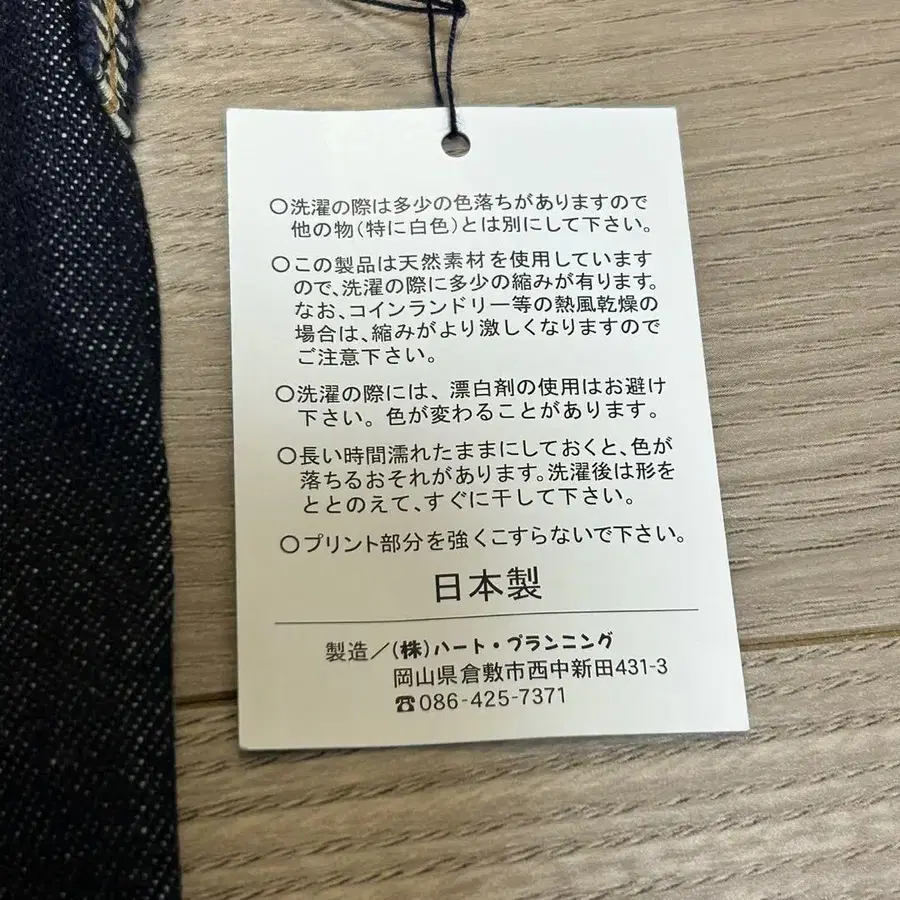 ○洗濯の際は多少の色落ちがありますので
他の物(特に白色)とは別にして下さい。
○この製品は天然素材を使用しています
ので、洗濯の際に多少の縮みが有ります。
なお、コインランドリー等の熱風乾燥の
場合は、縮みがより激しくなりますので
ご注意下さい。
○洗濯の際には、漂白剤の使用はお避け
下さい。色が変わることがあります。
○長い時間濡れたままにしておくと、色が
落ちるおそれがあります。洗濯後は形を
ととのえて、すぐに干して下さい。
○プリント部分を強くこすらないで下さい。
日本製
製造／(株)ハート・プランニング
岡山県倉敷市西中新田431-3
☎086-425-7371